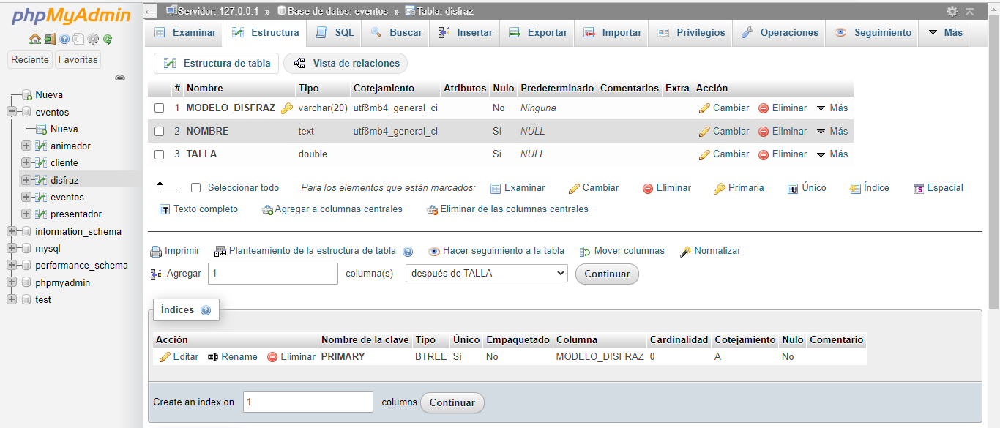 phpMyAdmin
Reciente Favoritas
Nueva
eventos
Nueva
animador
cliente
disfraz
eventos
presentador
information_schema
mysql
performance_schema
phpmyadmin
test
Servidor: 127.0.0.1 » Base de datos: eventos » Tabla: disfraz
Examinar Estructura SQL Buscar Insertar Exportar Importar Privilegios Operaciones Seguimiento Más
Estructura de tabla Vista de relaciones
# Nombre Tipo Cotejamiento Atributos Nulo Predeterminado Comentarios Extra Acción
1 MODELO_DISFRAZ varchar(20) utf8mb4_general_ci No Ninguna Cambiar Eliminar Más
2 NOMBRE text utf8mb4_general_ci Sí NULL Cambiar Eliminar Más
3 TALLA double Sí NULL Cambiar Eliminar Más
Seleccionar todo Para los elementos que están marcados: Examinar Cambiar Eliminar Primaria Único Índice Espacial
Texto completo Agregar a columnas centrales Eliminar de las columnas centrales
Imprimir Planteamiento de la estructura de tabla Hacer seguimiento a la tabla Mover columnas Normalizar
Agregar 1 columna(s) después de TALLA Continuar
Índices
Acción Nombre de la clave Tipo Único Empaquetado Columna Cardinalidad Cotejamiento Nulo Comentario
Editar Rename Eliminar PRIMARY BTREE Sí No MODELO_DISFRAZ 0 A No
Create an index on 1 columns Continuar